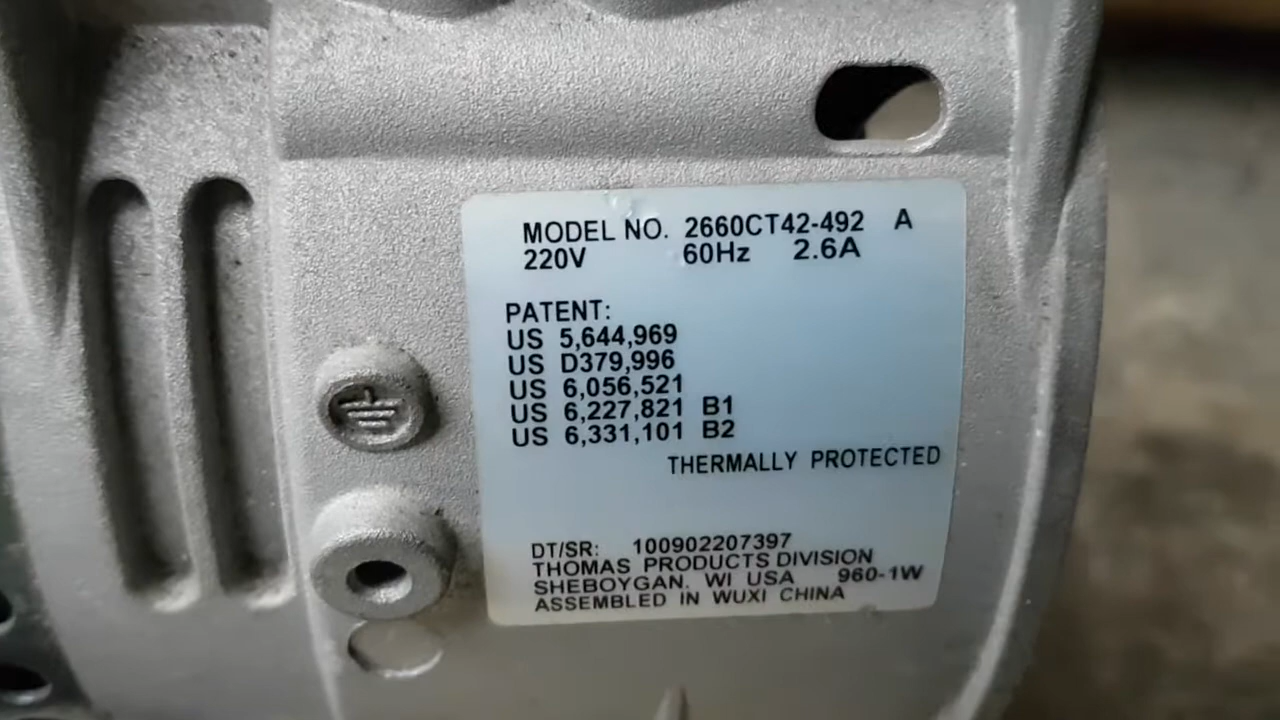 MODEL NO. 2660CT42-492 A
220V 60Hz 2.6A
PATENT:
US 5,644,969
US D379,996
US 6,056,521
US 6,227,821 B1
US 6,331,101 B2
THERMALLY PROTECTED
DT/SR: 100902207397
THOMAS PRODUCTS DIVISION
SHEBOYGAN. WI USA 960-1W
ASSEMBLED IN WUXI CHINA